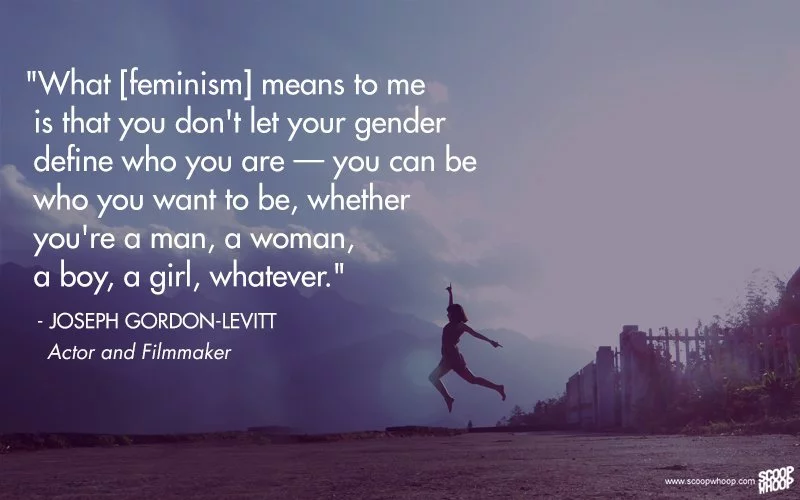 "What [feminism] means to me
is that you don't let your gender
define who you are — you can be
who you want to be, whether
you're a man, a woman,
a boy, a girl, whatever."
- JOSEPH GORDON-LEVITT
Actor and Filmmaker
www.scoopwhoop.com
SCOOP
WHOOP